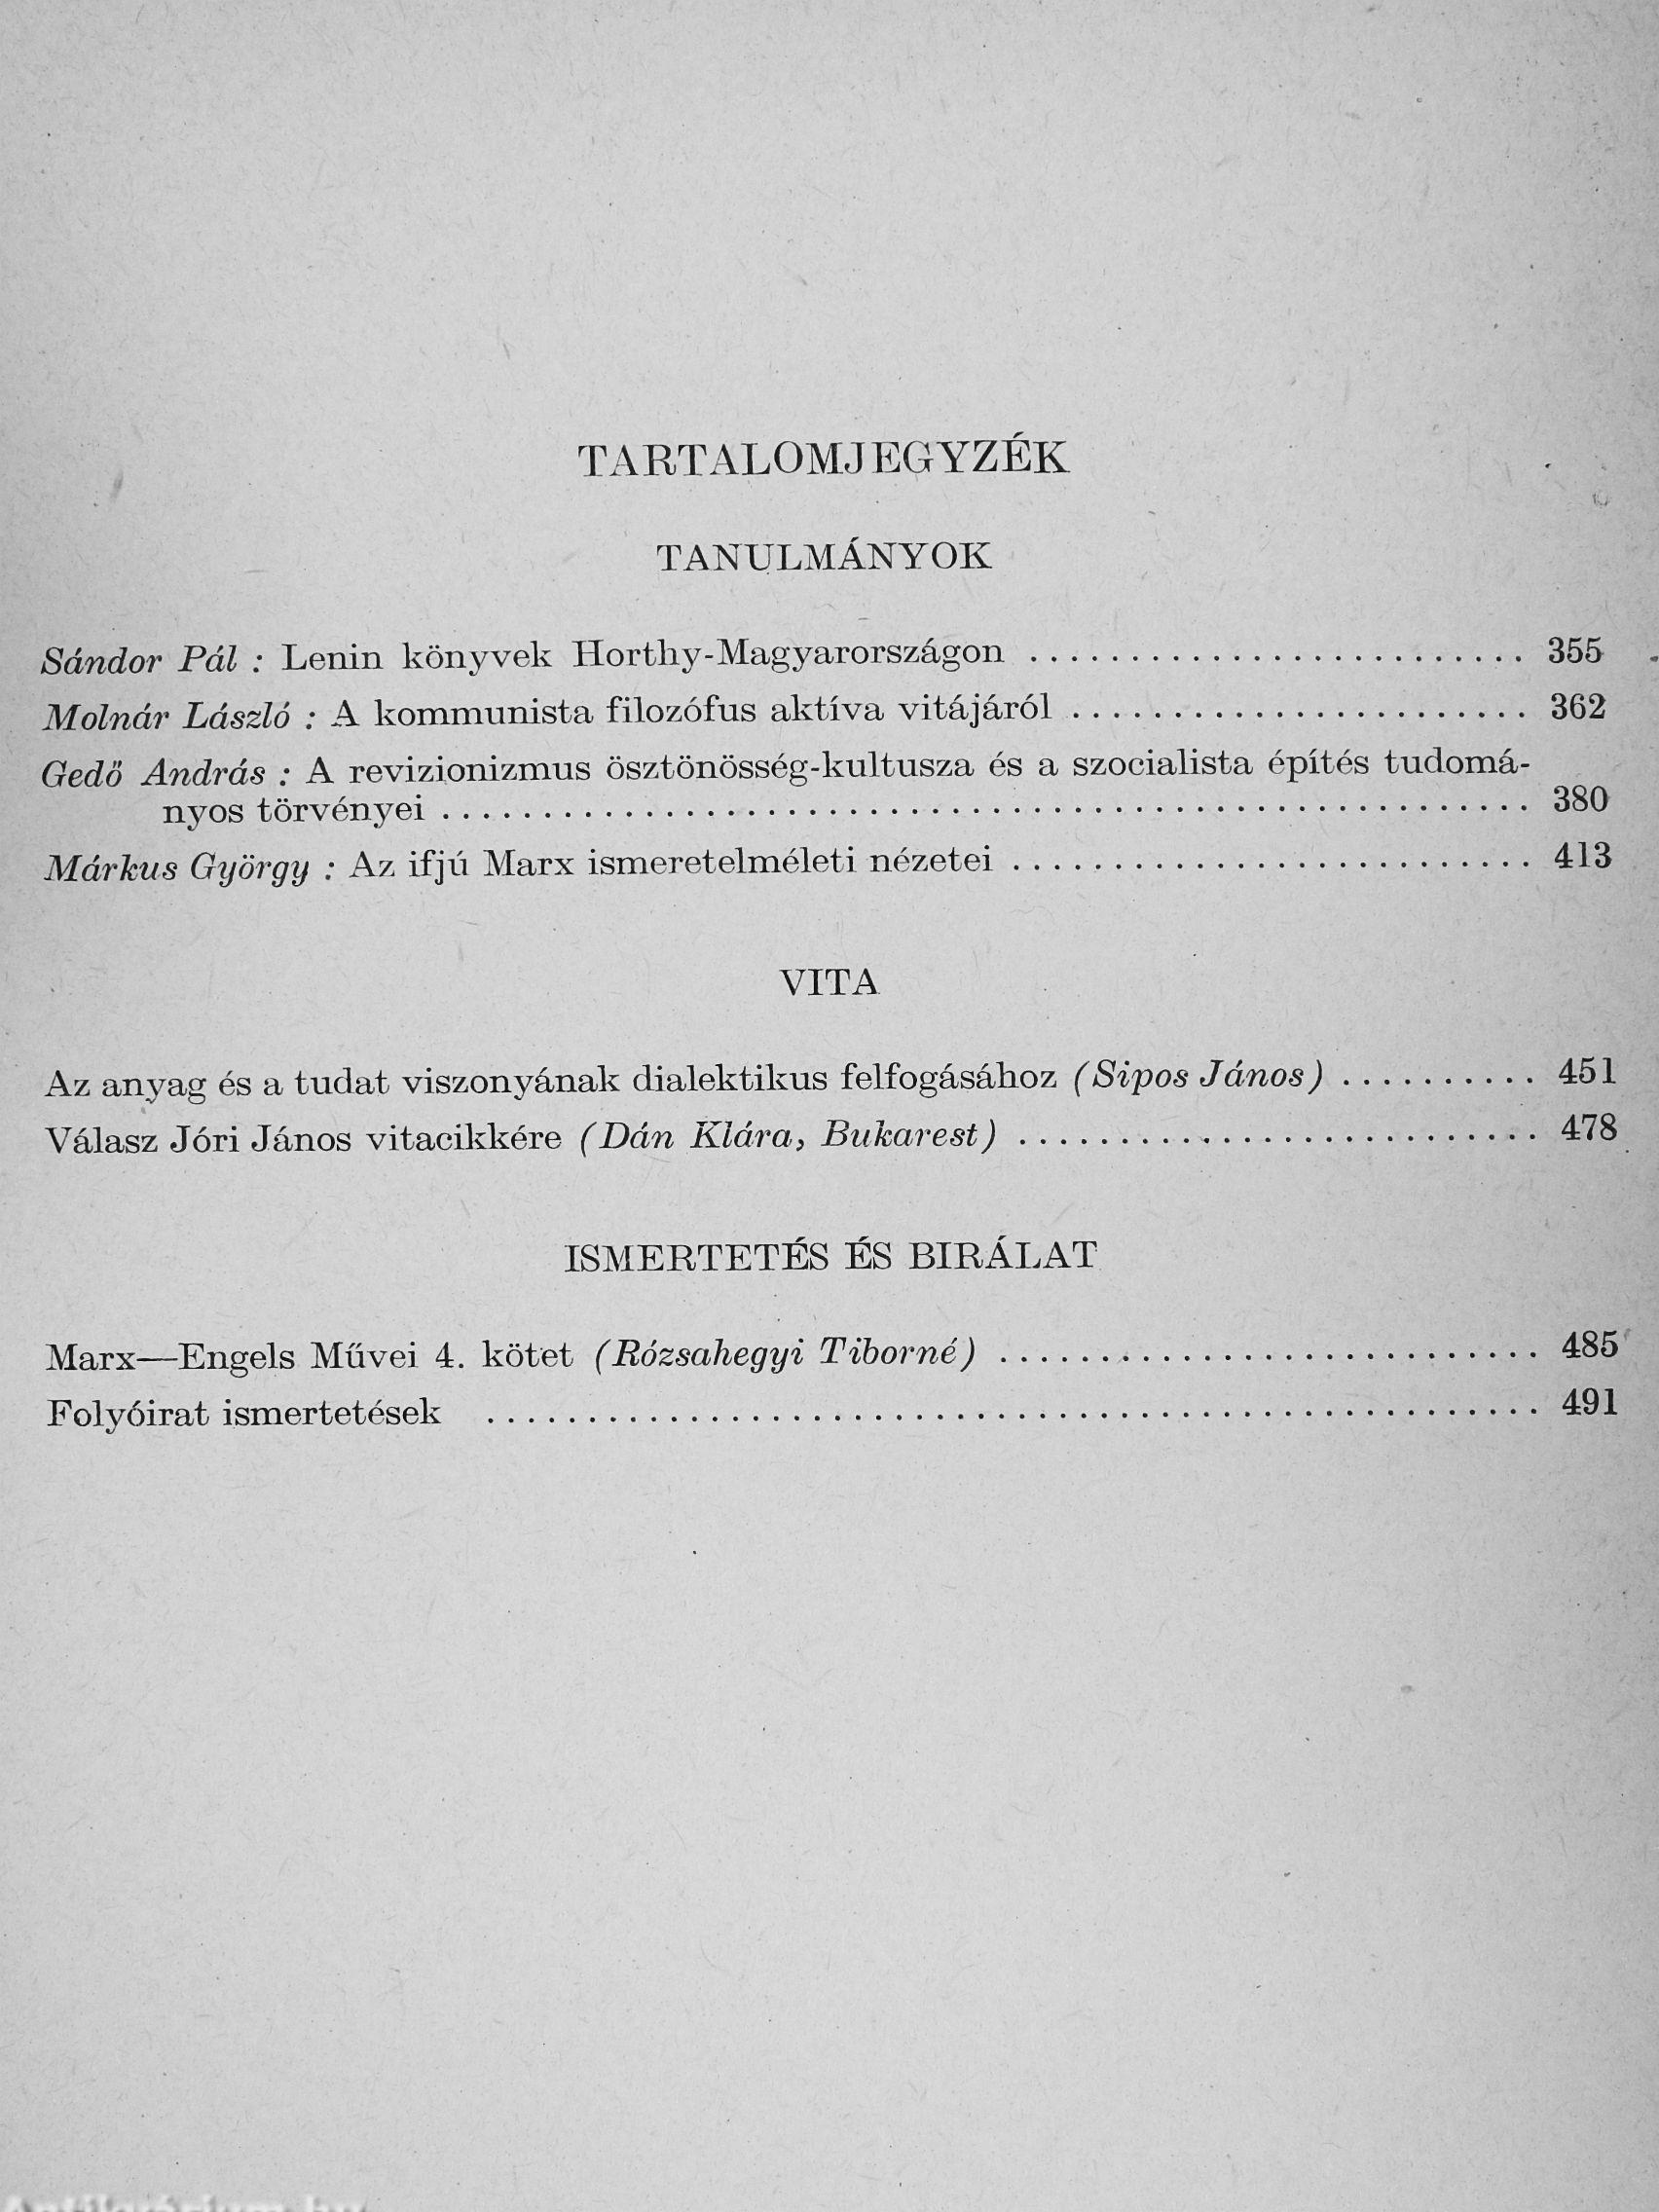 TARTALOMJEGYZÉK
TANULMÁNYOK
Sándor Pál : Lenin könyvek Horthy-Magyarországon ......................... 355
Molnár László : A kommunista filozófus aktíva vitájáról ....................... 362
Gedő András : A revizionizmus ösztönösség-kultusza és a szocialista építés tudomá-
nyos törvényei ...................................................... 380
Márkus György : Az ifjú Marx ismeretelméleti nézetei .......................... 413
VITA
Az anyag és a tudat viszonyának dialektikus felfogásához (Sipos János) .......... 451
Válasz Jóri János vitacikkére (Dán Klára, Bukarest) .......................... 478
ISMERTETÉS ÉS BIRÁLAT
Marx—Engels Művei 4. kötet (Rózsahegyi Tiborné) ........................... 485
Folyóirat ismertetések .................................................... 491